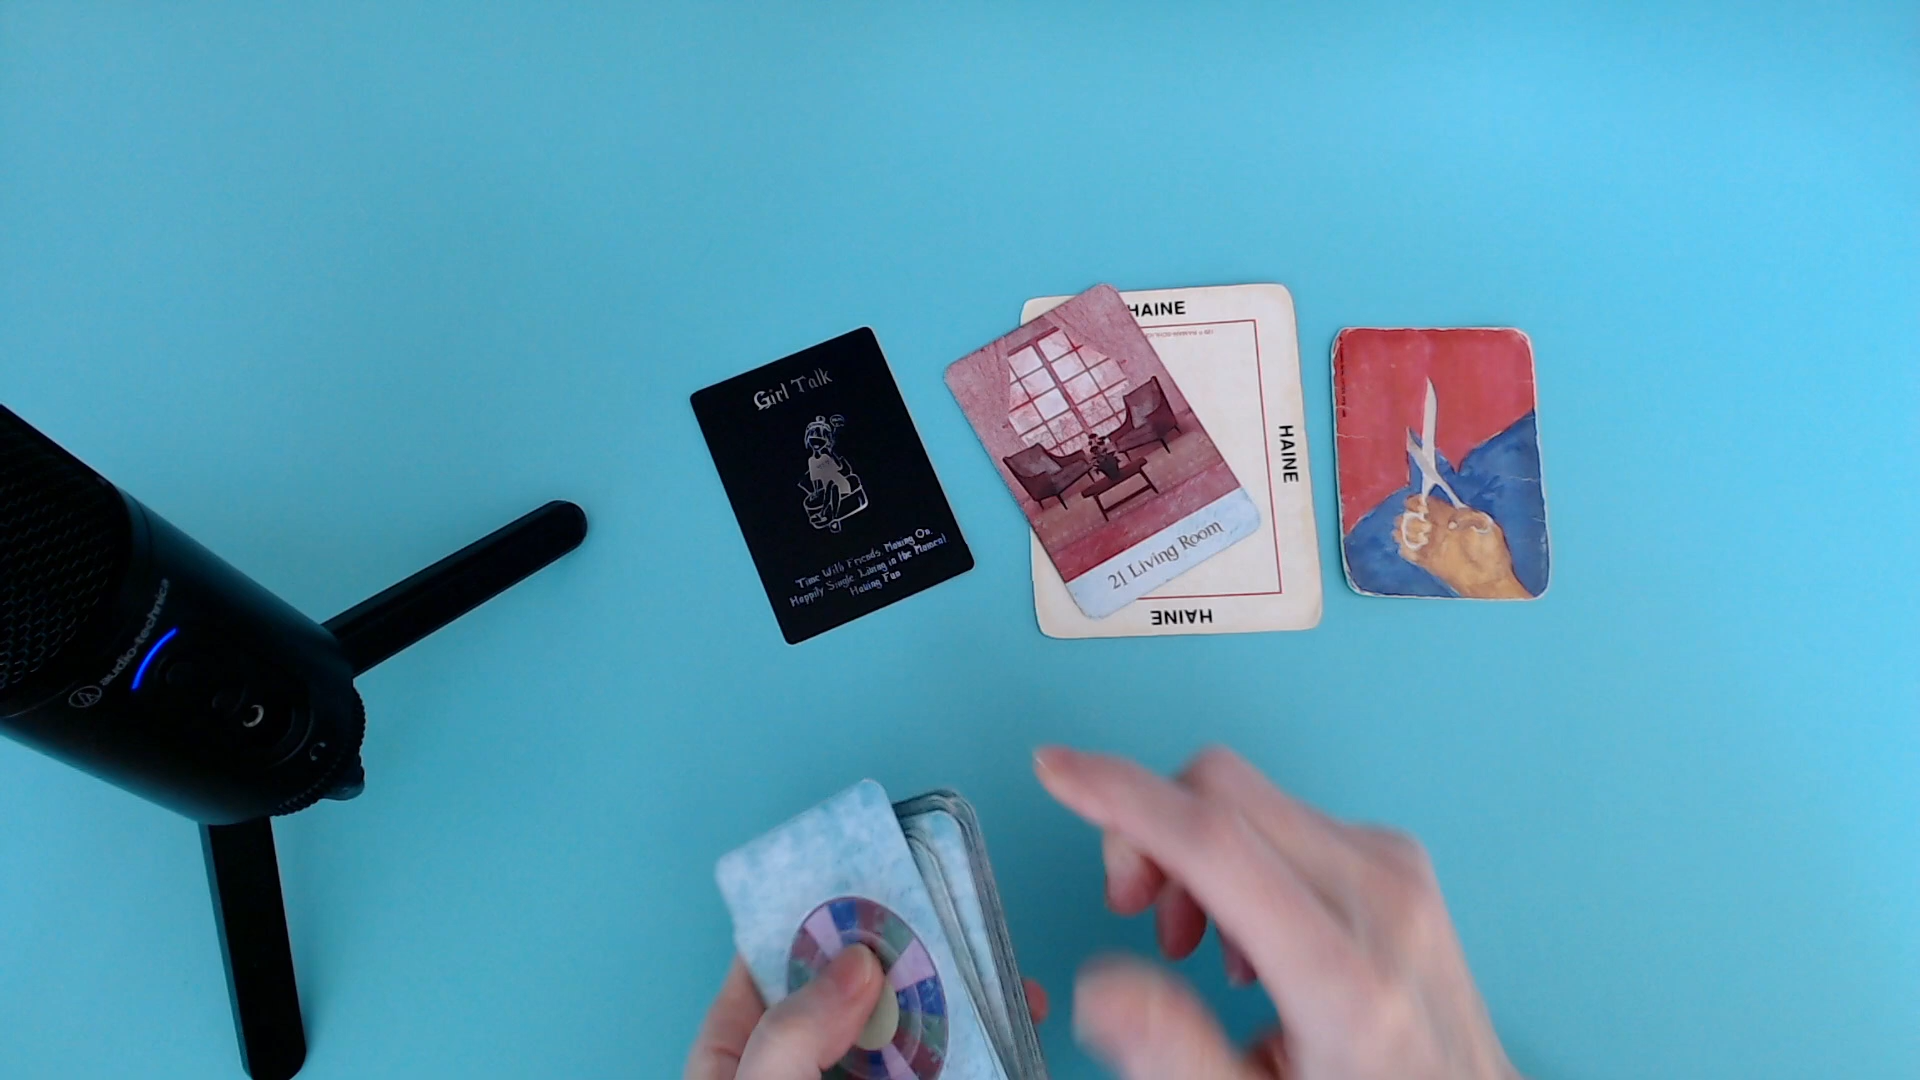 Girl Talk
Time With Friends, Moving On,
Happily Single, Living in the Moment
Having Fun
HAINE
HAINE
HAINE
21 Living Room
audio-technica